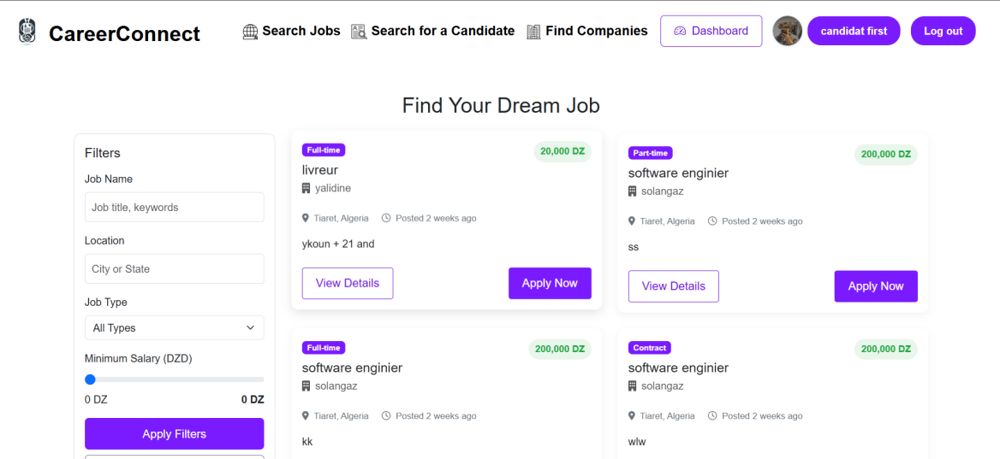 CareerConnect
Search Jobs
Search for a Candidate
Find Companies
Dashboard
candidat first
Log out
Find Your Dream Job
Filters
Job Name
Job title, keywords
Location
City or State
Job Type
All Types
Minimum Salary (DZD)
0 DZ
0 DZ
Apply Filters
Full-time
20,000 DZ
livreur
yalidine
Tiaret, Algeria
Posted 2 weeks ago
ykoun + 21 and
View Details
Apply Now
Part-time
200,000 DZ
software enginier
solangaz
Tiaret, Algeria
Posted 2 weeks ago
ss
View Details
Apply Now
Full-time
200,000 DZ
software enginier
solangaz
Tiaret, Algeria
Posted 2 weeks ago
kk
Contract
200,000 DZ
software enginier
solangaz
Tiaret, Algeria
Posted 2 weeks ago
wlw